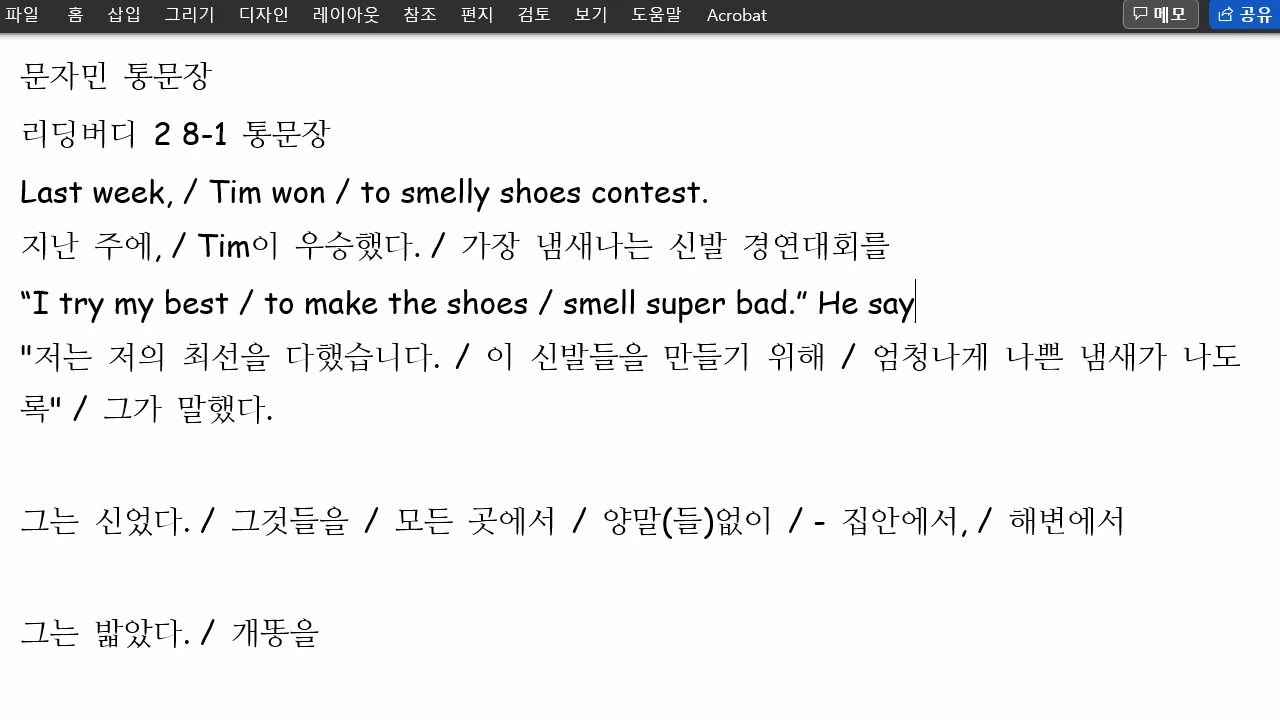 파일 홈 삽입 그리기 디자인 레이아웃 참조 편지 검토 보기 도움말 Acrobat 메모 공유
문자민 통문장
리딩버디 2 8-1 통문장
Last week, / Tim won / to smelly shoes contest.
지난 주에, / Tim이 우승했다. / 가장 냄새나는 신발 경연대회를
“I try my best / to make the shoes / smell super bad.” He say
"저는 저의 최선을 다했습니다. / 이 신발들을 만들기 위해 / 엄청나게 나쁜 냄새가 나도
록" / 그가 말했다.
그는 신었다. / 그것들을 / 모든 곳에서 / 양말(들)없이 / - 집안에서, / 해변에서
그는 밟았다. / 개똥을